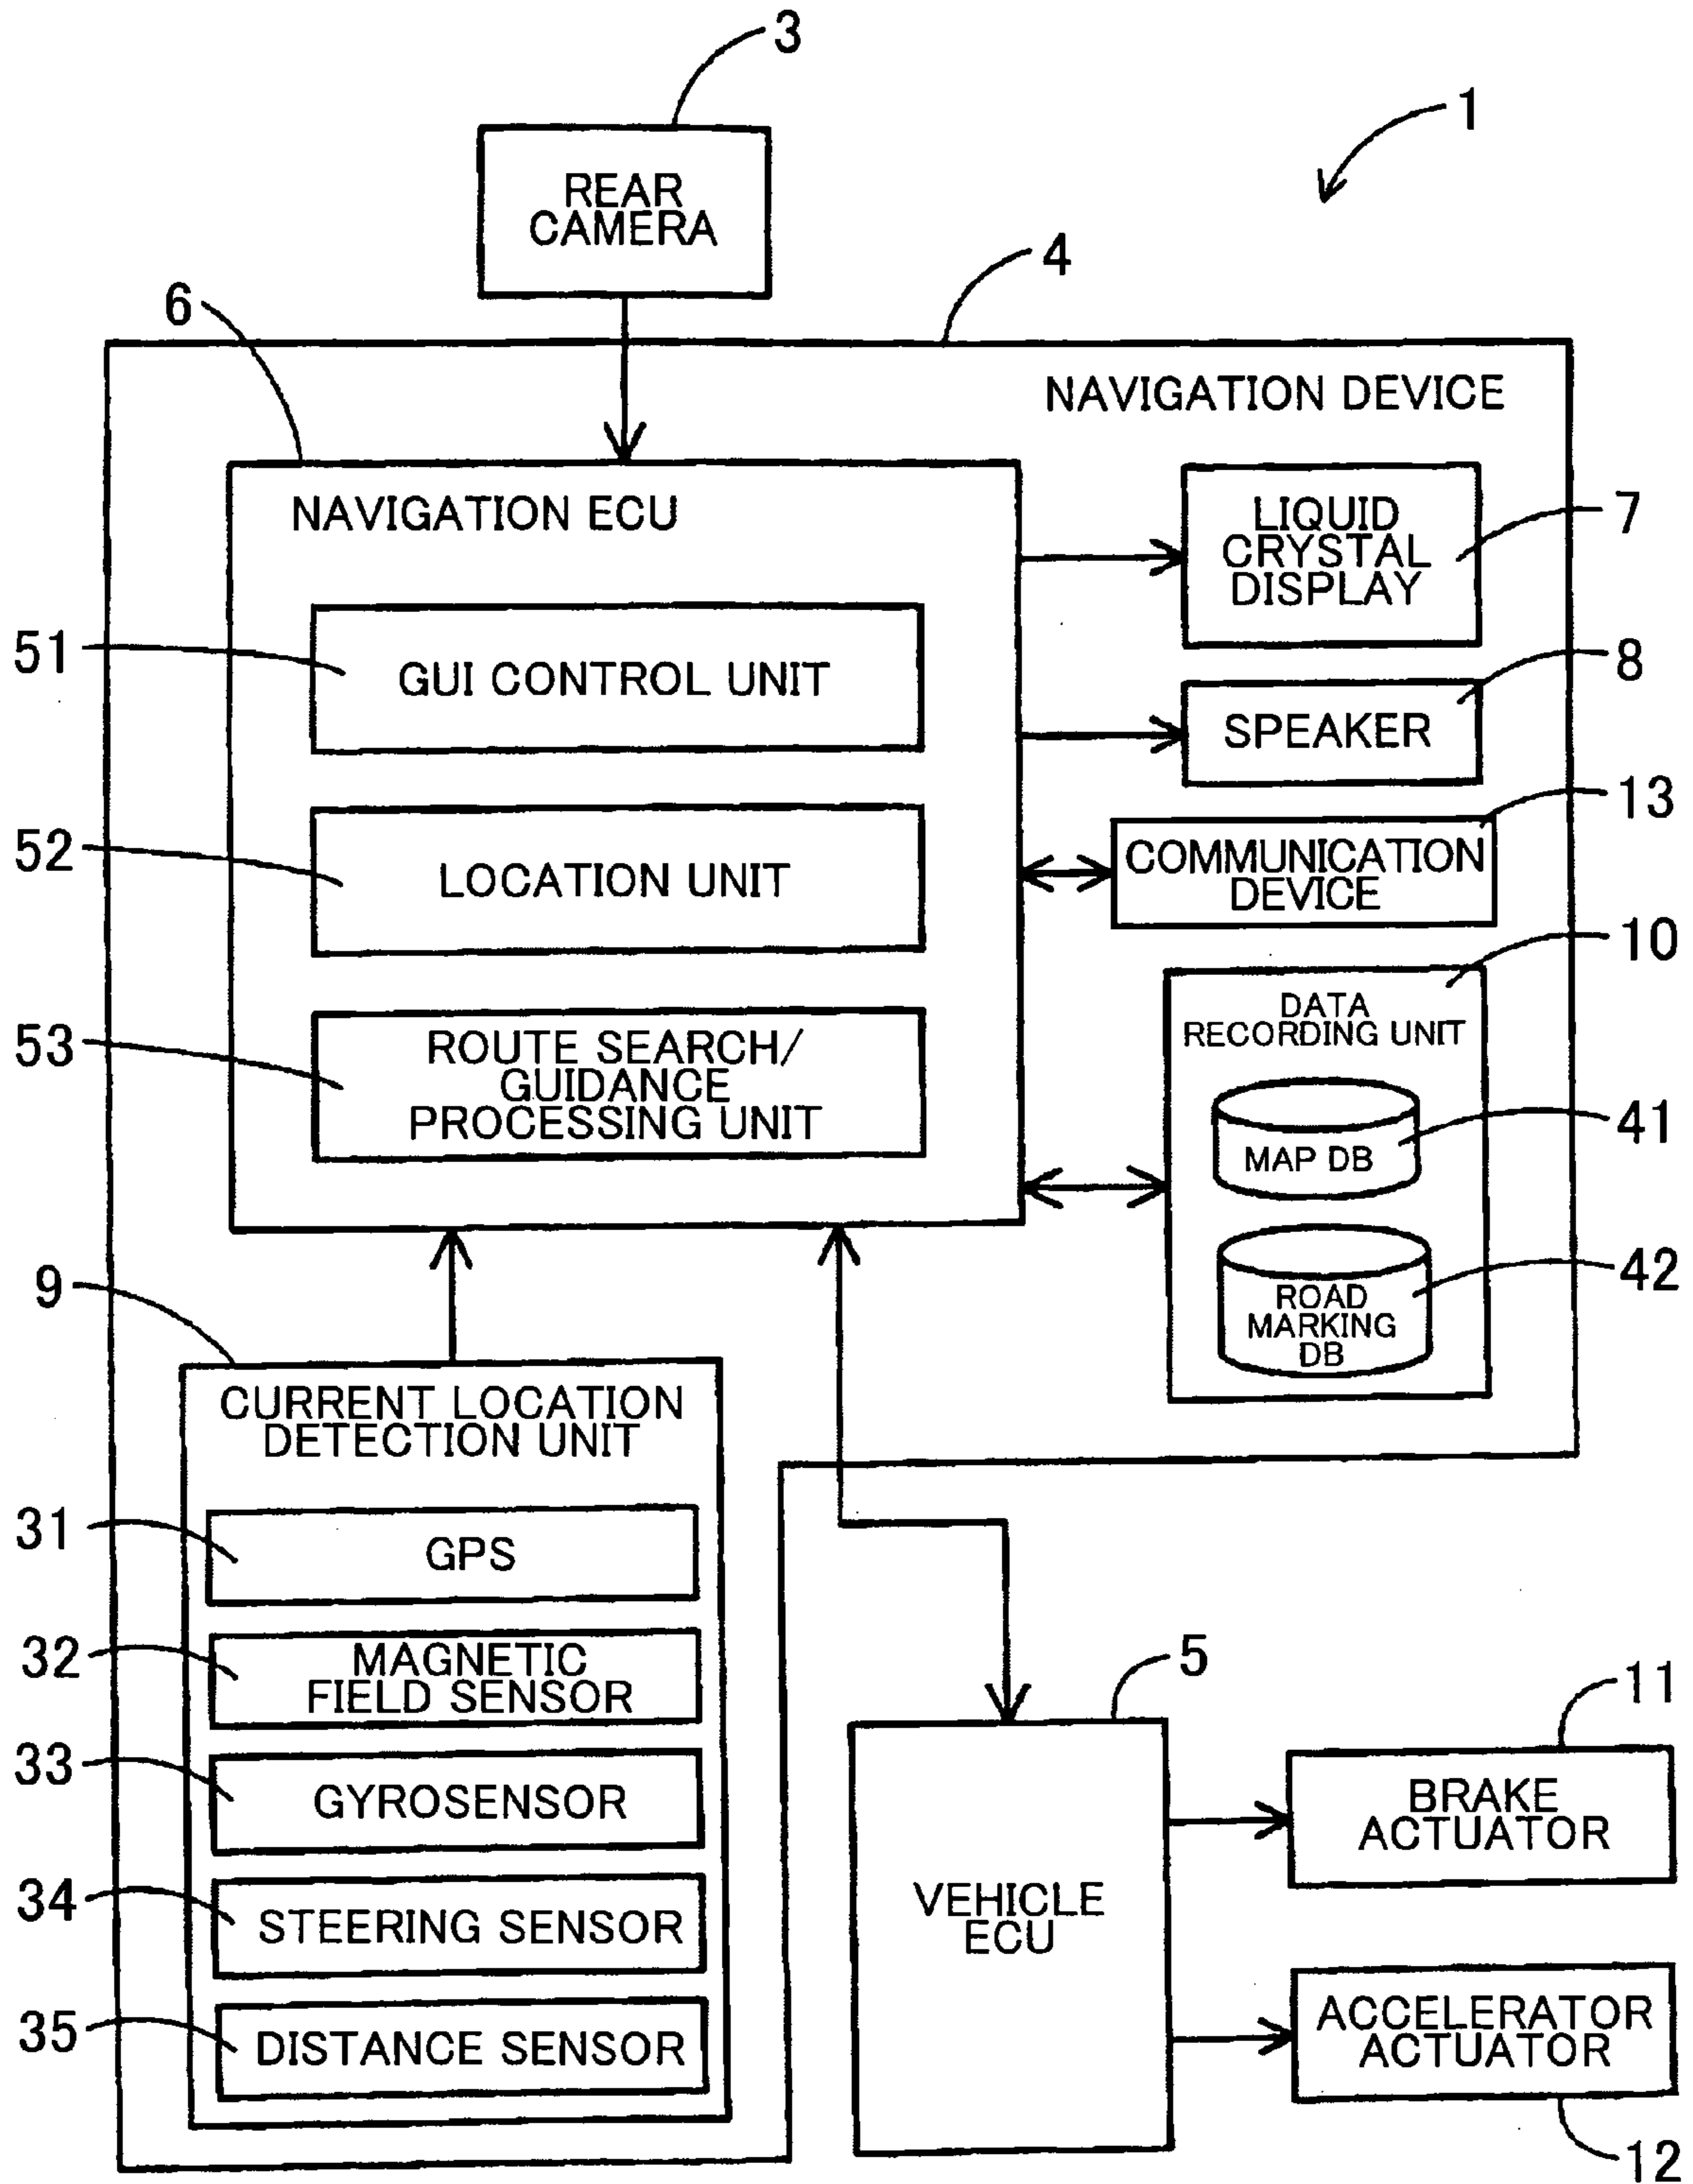 3
1
REAR
CAMERA
4
6
NAVIGATION DEVICE
NAVIGATION ECU
LIQUID
CRYSTAL
DISPLAY
7
51
GUI CONTROL UNIT
8
SPEAKER
13
52
LOCATION UNIT
COMMUNICATION
DEVICE
10
DATA
RECORDING UNIT
53
ROUTE SEARCH/
GUIDANCE
PROCESSING UNIT
MAP DB
41
ROAD
MARKING
DB
42
9
CURRENT LOCATION
DETECTION UNIT
31
GPS
32
MAGNETIC
FIELD SENSOR
33
GYROSENSOR
34
STEERING SENSOR
35
DISTANCE SENSOR
5
VEHICLE
ECU
11
BRAKE
ACTUATOR
ACCELERATOR
ACTUATOR
12